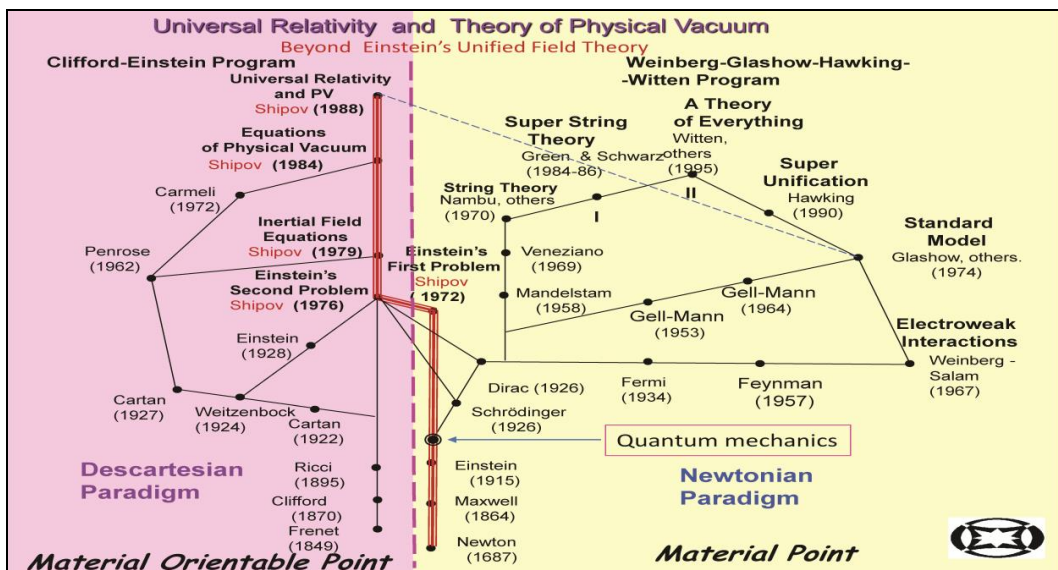 Universal Relativity and Theory of Physical Vacuum
Beyond Einstein's Unified Field Theory
Clifford-Einstein Program
Universal Relativity
and PV
Shipov (1988)
Equations
of Physical Vacuum
Shipov (1984)
Carmeli
(1972)
Inertial Field
Equations
Shipov (1979)
Penrose
(1962)
Einstein's
Second Problem
Shipov (1976)
Einstein
(1928)
Cartan
(1927)
Weitzenbock
(1924)
Cartan
(1922)
Descartesian
Paradigm
Ricci
(1895)
Clifford
(1870)
Frenet
(1849)
Material Orientable Point
Weinberg-Glashow-Hawking-
-Witten Program
A Theory
of Everything
Witten,
others
(1995)
Super String
Theory
Green & Schwarz
(1984-86)
Super
Unification
Hawking
(1990)
String Theory
Nambu, others
(1970)
I
II
Standard
Model
Glashow, others.
(1974)
Einstein's
First Problem
Shipov
(1972)
Veneziano
(1969)
Mandelstam
(1958)
Gell-Mann
(1964)
Gell-Mann
(1953)
Electroweak
Interactions
Weinberg -
Salam
(1967)
Dirac (1926)
Fermi
(1934)
Feynman
(1957)
Schrödinger
(1926)
Quantum mechanics
Einstein
(1915)
Maxwell
(1864)
Newton
(1687)
Newtonian
Paradigm
Material Point